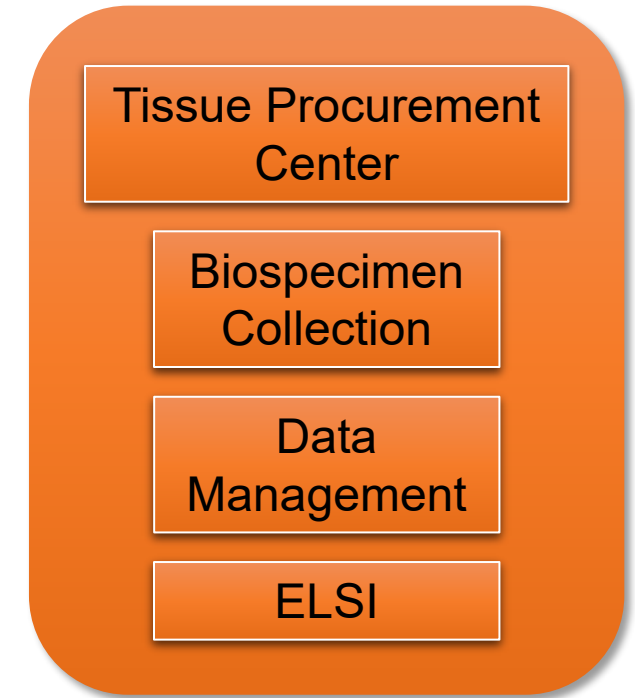 Tissue Procurement
Center
Biospecimen
Collection
Data
Management
ELSI